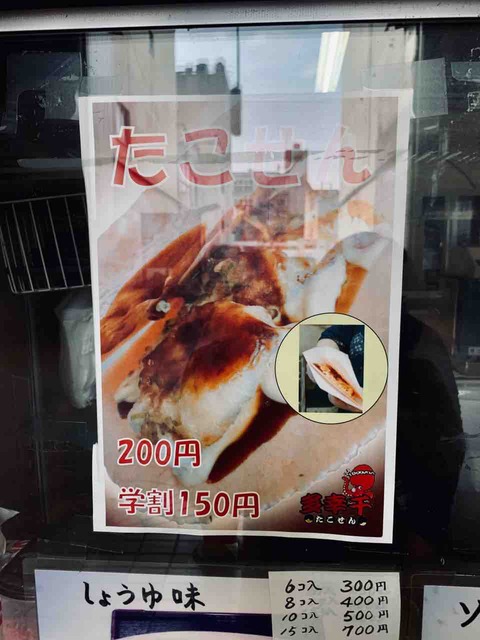 たこせん
200円
学割150円
たこせん
しょうゆ味
6コ入 300円
8コ入 400円
10コ入 500円
15コ入 700円
ソ